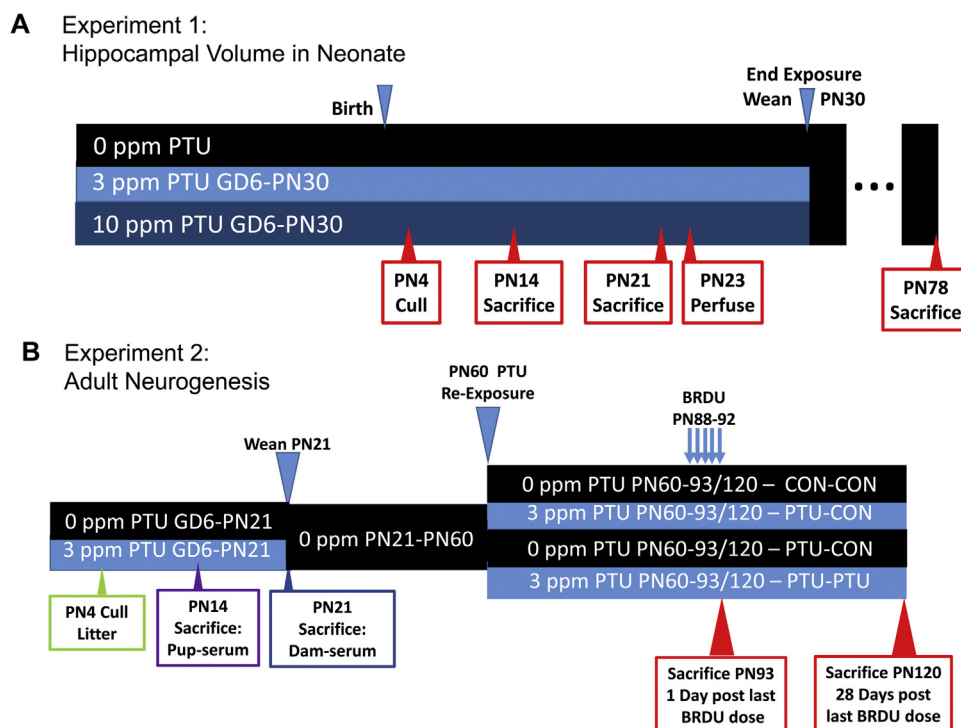 A Experiment 1:
Hippocampal Volume in Neonate
Birth
End Exposure
Wean PN30
0 ppm PTU
3 ppm PTU GD6-PN30
10 ppm PTU GD6-PN30
PN4
Cull
PN14
Sacrifice
PN21
Sacrifice
PN23
Perfuse
PN78
Sacrifice
B Experiment 2:
Adult Neurogenesis
PN60 PTU
Re-Exposure
BRDU
PN88-92
Wean PN21
0 ppm PTU GD6-PN21
3 ppm PTU GD6-PN21
0 ppm PN21-PN60
0 ppm PTU PN60-93/120 – CON-CON
3 ppm PTU PN60-93/120 – PTU-CON
0 ppm PTU PN60-93/120 – PTU-CON
3 ppm PTU PN60-93/120 – PTU-PTU
PN4 Cull
Litter
PN14
Sacrifice:
Pup-serum
PN21
Sacrifice:
Dam-serum
Sacrifice PN93
1 Day post last
BRDU dose
Sacrifice PN120
28 Days post
last BRDU dose